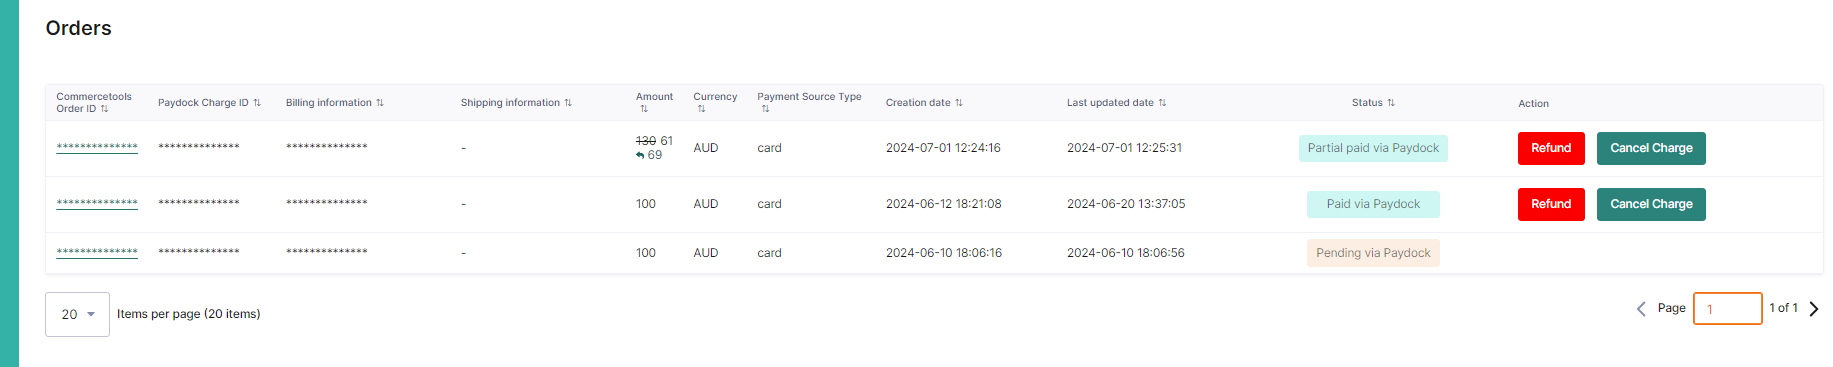 Orders
Commercetools Order ID Paydock Charge ID Billing information Shipping information Amount Currency Payment Source Type Creation date Last updated date Status Action
************** ************** ************** - 130 61 69 AUD card 2024-07-01 12:24:16 2024-07-01 12:25:31 Partial paid via Paydock Refund Cancel Charge
************** ************** ************** - 100 AUD card 2024-06-12 18:21:08 2024-06-20 13:37:05 Paid via Paydock Refund Cancel Charge
************** ************** ************** - 100 AUD card 2024-06-10 18:06:16 2024-06-10 18:06:56 Pending via Paydock
20 Items per page (20 items) Page 1 1 of 1